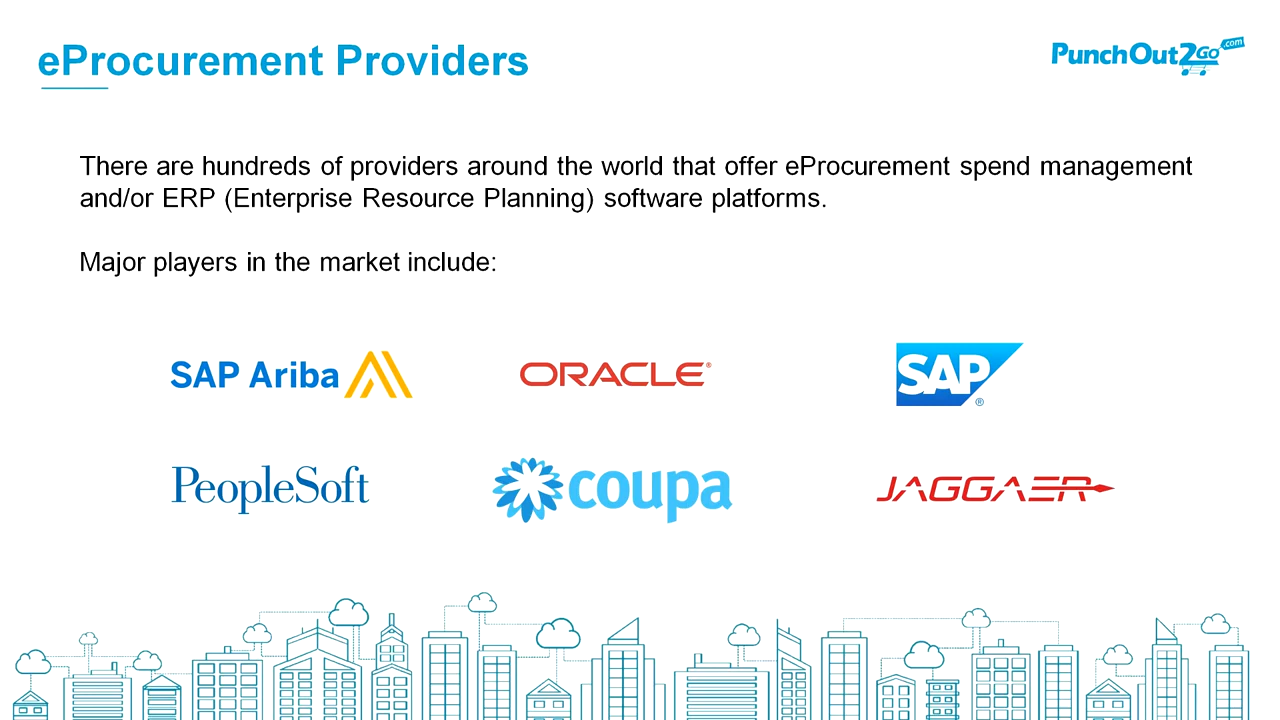 eProcurement Providers
PunchOut2Go.com
There are hundreds of providers around the world that offer eProcurement spend management
and/or ERP (Enterprise Resource Planning) software platforms.
Major players in the market include:
SAP Ariba
ORACLE®
SAP®
PeopleSoft
coupa
JAGGAER